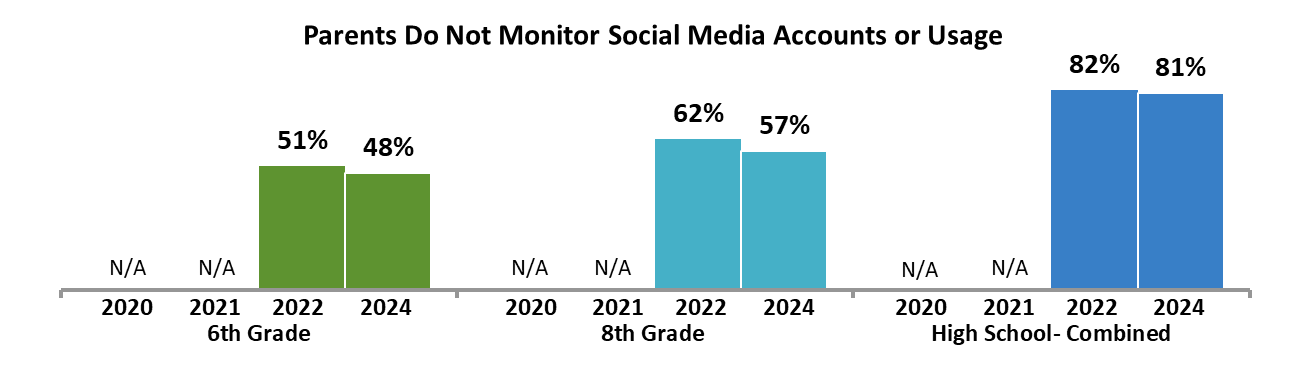 Parents Do Not Monitor Social Media Accounts or Usage
82% 81%
62% 57%
51% 48%
N/A N/A N/A N/A N/A N/A
2020 2021 2022 2024 2020 2021 2022 2024 2020 2021 2022 2024
6th Grade 8th Grade High School- Combined